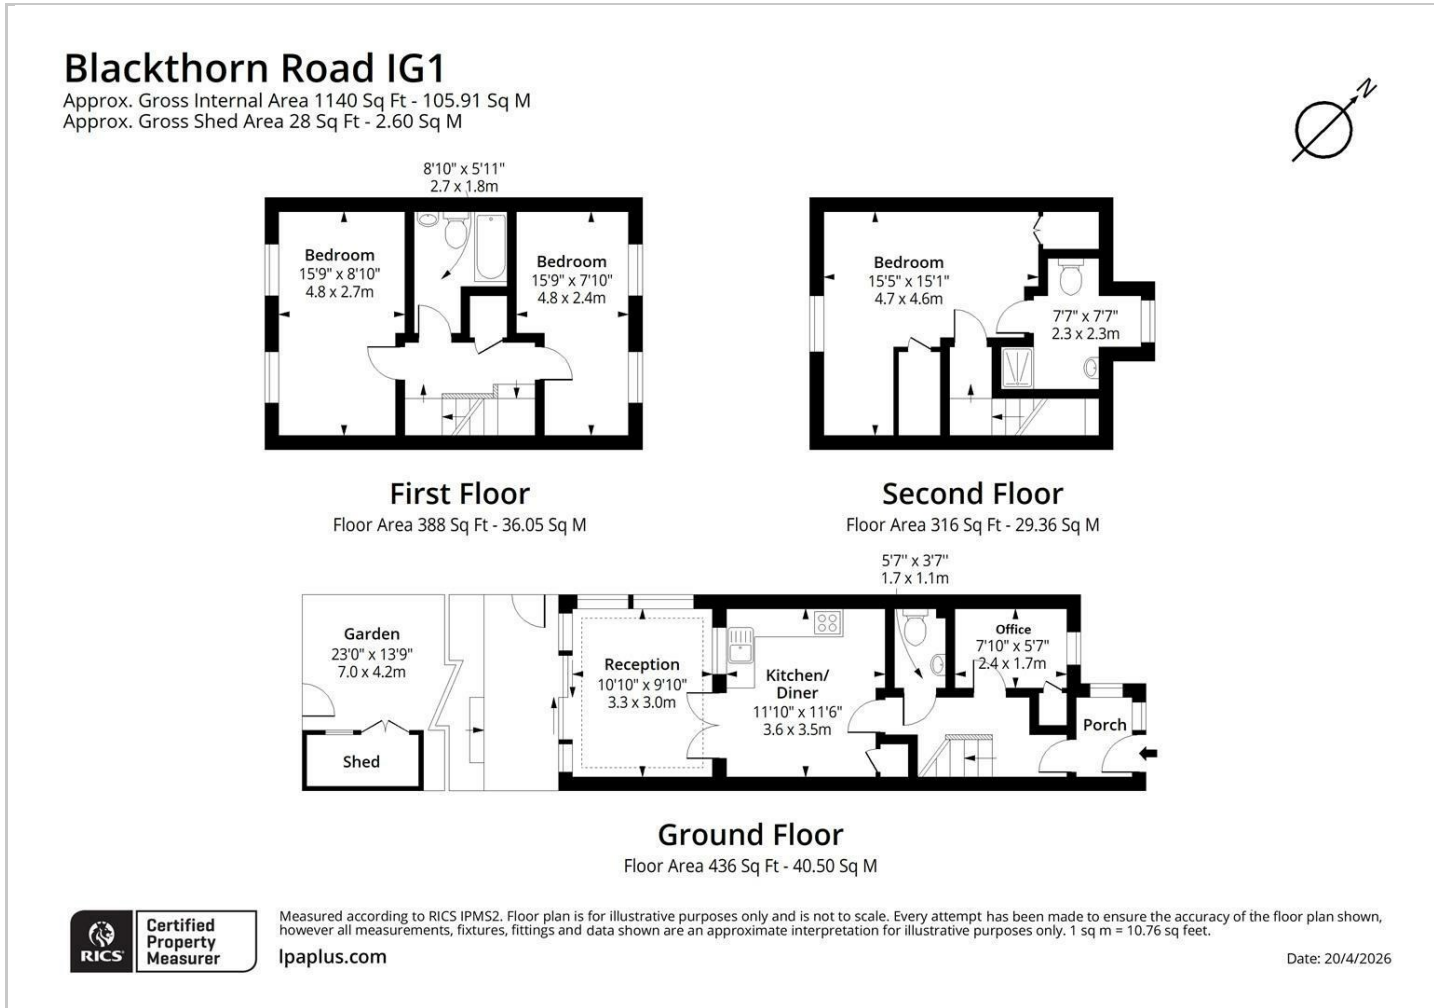 Blackthorn Road IG1
Approx. Gross Internal Area 1140 Sq Ft - 105.91 Sq M
Approx. Gross Shed Area 28 Sq Ft - 2.60 Sq M
N
8'10" x 5'11"
2.7 x 1.8m
Bedroom
15'9" x 8'10"
4.8 x 2.7m
Bedroom
15'9" x 7'10"
4.8 x 2.4m
First Floor
Floor Area 388 Sq Ft - 36.05 Sq M
Bedroom
15'5" x 15'1"
4.7 x 4.6m
7'7" x 7'7"
2.3 x 2.3m
Second Floor
Floor Area 316 Sq Ft - 29.36 Sq M
5'7" x 3'7"
1.7 x 1.1m
Garden
23'0" x 13'9"
7.0 x 4.2m
Shed
Reception
10'10" x 9'10"
3.3 x 3.0m
Kitchen/
Diner
11'10" x 11'6"
3.6 x 3.5m
Office
7'10" x 5'7"
2.4 x 1.7m
Porch
Ground Floor
Floor Area 436 Sq Ft - 40.50 Sq M
RICS
Certified
Property
Measurer
Measured according to RICS IPMS2. Floor plan is for illustrative purposes only and is not to scale. Every attempt has been made to ensure the accuracy of the floor plan shown,
however all measurements, fixtures, fittings and data shown are an approximate interpretation for illustrative purposes only. 1 sq m = 10.76 sq feet.
lpaplus.com
Date: 20/4/2026